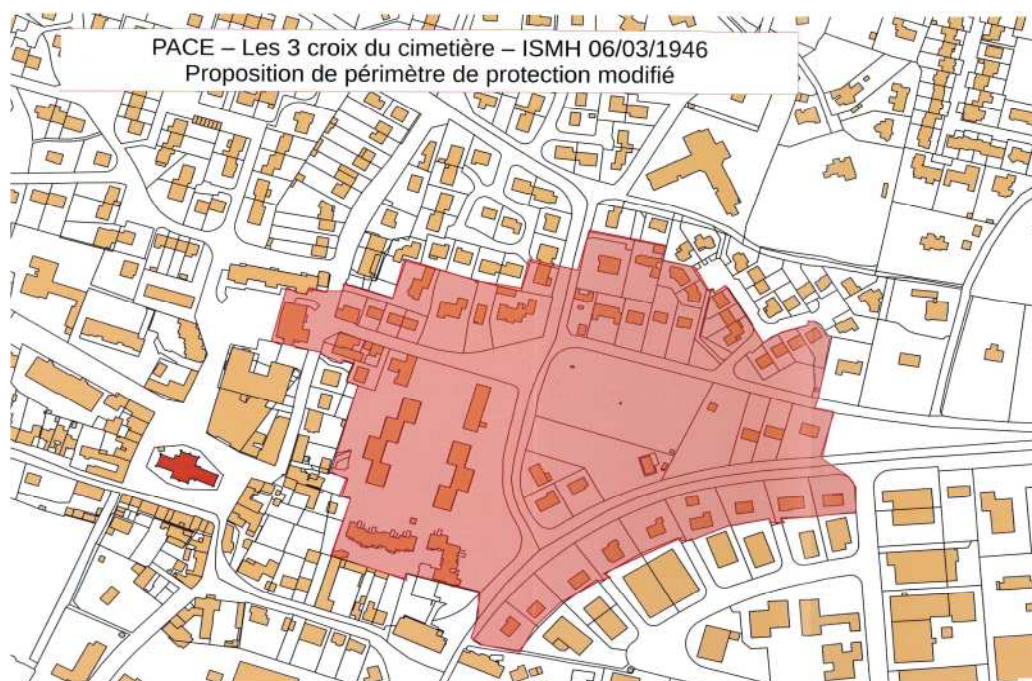 PACE – Les 3 croix du cimetière – ISMH 06/03/1946
Proposition de périmètre de protection modifié